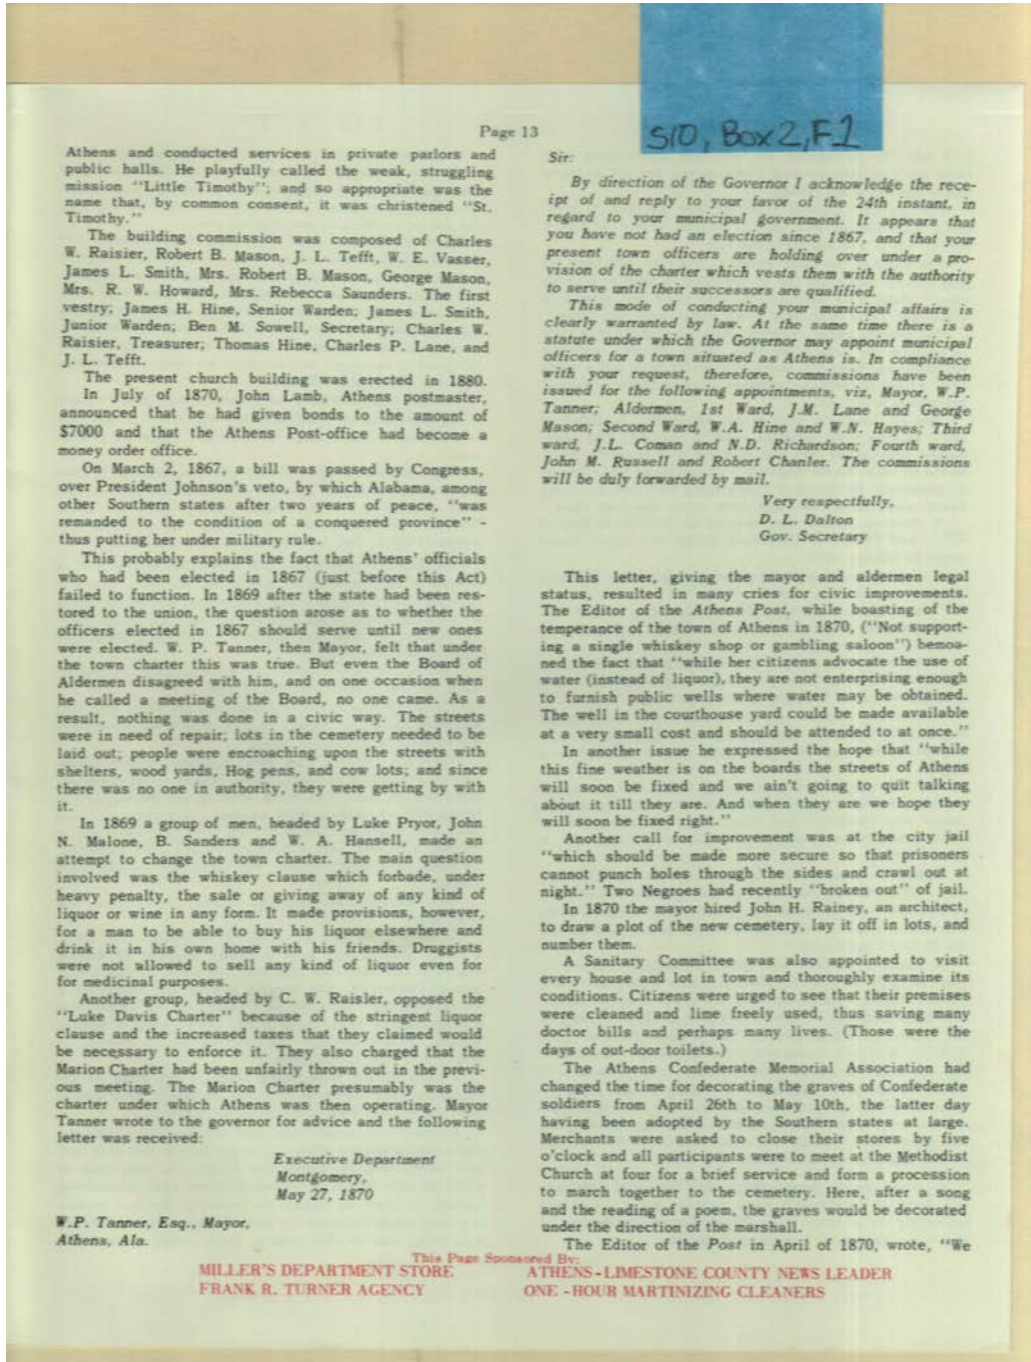 S10, Box 2, F.1
Page 13
Athens and conducted services in private parlors and
public halls. He playfully called the weak, struggling
mission "Little Timothy"; and so appropriate was the
name that, by common consent, it was christened "St.
Timothy."
The building commission was composed of Charles
W. Raisier, Robert B. Mason, J. L. Tefft, W. E. Vasser,
James L. Smith, Mrs. Robert B. Mason, George Mason,
Mrs. R. W. Howard, Mrs. Rebecca Saunders. The first
vestry; James H. Hine, Senior Warden; James L. Smith,
Junior Warden; Ben M. Sowell, Secretary; Charles W.
Raisier, Treasurer; Thomas Hine, Charles P. Lane, and
J. L. Tefft.
The present church building was erected in 1880.
In July of 1870, John Lamb, Athens postmaster,
announced that he had given bonds to the amount of
$7000 and that the Athens Post-office had become a
money order office.
On March 2, 1867, a bill was passed by Congress,
over President Johnson's veto, by which Alabama, among
other Southern states after two years of peace, "was
remanded to the condition of a conquered province" -
thus putting her under military rule.
This probably explains the fact that Athens' officials
who had been elected in 1867 (just before this Act)
failed to function. In 1869 after the state had been res-
tored to the union, the question arose as to whether the
officers elected in 1867 should serve until new ones
were elected. W. P. Tanner, then Mayor, felt that under
the town charter this was true. But even the Board of
Aldermen disagreed with him, and on one occasion when
he called a meeting of the Board, no one came. As a
result, nothing was done in a civic way. The streets
were in need of repair; lots in the cemetery needed to be
laid out; people were encroaching upon the streets with
shelters, wood yards, Hog pens, and cow lots; and since
there was no one in authority, they were getting by with
it.
In 1869 a group of men, headed by Luke Pryor, John
N. Malone, B. Sanders and W. A. Hansell, made an
attempt to change the town charter. The main question
involved was the whiskey clause which forbade, under
heavy penalty, the sale or giving away of any kind of
liquor or wine in any form. It made provisions, however,
for a man to be able to buy his liquor elsewhere and
drink it in his own home with his friends. Druggists
were not allowed to sell any kind of liquor even for
for medicinal purposes.
Another group, headed by C. W. Raisler, opposed the
"Luke Davis Charter" because of the stringent liquor
clause and the increased taxes that they claimed would
be necessary to enforce it. They also charged that the
Marion Charter had been unfairly thrown out in the previ-
ous meeting. The Marion Charter presumably was the
charter under which Athens was then operating. Mayor
Tanner wrote to the governor for advice and the following
letter was received:
Executive Department
Montgomery,
May 27, 1870
W.P. Tanner, Esq., Mayor,
Athens, Ala.
Sir:
By direction of the Governor I acknowledge the rece-
ipt of and reply to your favor of the 24th instant, in
regard to your municipal government. It appears that
you have not had an election since 1867, and that your
present town officers are holding over under a pro-
vision of the charter which vests them with the authority
to serve until their successors are qualified.
This mode of conducting your municipal affairs is
clearly warranted by law. At the same time there is a
statute under which the Governor may appoint municipal
officers for a town situated as Athens is. In compliance
with your request, therefore, commissions have been
issued for the following appointments, viz, Mayor, W.P.
Tanner; Aldermen, 1st Ward, J.M. Lane and George
Mason; Second Ward, W.A. Hine and W.N. Hayes; Third
ward, J.L. Coman and N.D. Richardson; Fourth ward,
John M. Russell and Robert Chanler. The commissions
will be duly forwarded by mail.
Very respectfully,
D. L. Dalton
Gov. Secretary
This letter, giving the mayor and aldermen legal
status, resulted in many cries for civic improvements.
The Editor of the Athens Post, while boasting of the
temperance of the town of Athens in 1870, ("Not support-
ing a single whiskey shop or gambling saloon") bemoa-
ned the fact that "while her citizens advocate the use of
water (instead of liquor), they are not enterprising enough
to furnish public wells where water may be obtained.
The well in the courthouse yard could be made available
at a very small cost and should be attended to at once."
In another issue he expressed the hope that "while
this fine weather is on the boards the streets of Athens
will soon be fixed and we ain't going to quit talking
about it till they are. And when they are we hope they
will soon be fixed right."
Another call for improvement was at the city jail
"which should be made more secure so that prisoners
cannot punch holes through the sides and crawl out at
night." Two Negroes had recently "broken out" of jail.
In 1870 the mayor hired John H. Rainey, an architect,
to draw a plot of the new cemetery, lay it off in lots, and
number them.
A Sanitary Committee was also appointed to visit
every house and lot in town and thoroughly examine its
conditions. Citizens were urged to see that their premises
were cleaned and lime freely used, thus saving many
doctor bills and perhaps many lives. (Those were the
days of out-door toilets.)
The Athens Confederate Memorial Association had
changed the time for decorating the graves of Confederate
soldiers from April 26th to May 10th, the latter day
having been adopted by the Southern states at large.
Merchants were asked to close their stores by five
o'clock and all participants were to meet at the Methodist
Church at four for a brief service and form a procession
to march together to the cemetery. Here, after a song
and the reading of a poem, the graves would be decorated
under the direction of the marshall.
The Editor of the Post in April of 1870, wrote, "We
This Page Sponsored By:
MILLER'S DEPARTMENT STORE
FRANK R. TURNER AGENCY
ATHENS-LIMESTONE COUNTY NEWS LEADER
ONE-HOUR MARTINIZING CLEANERS